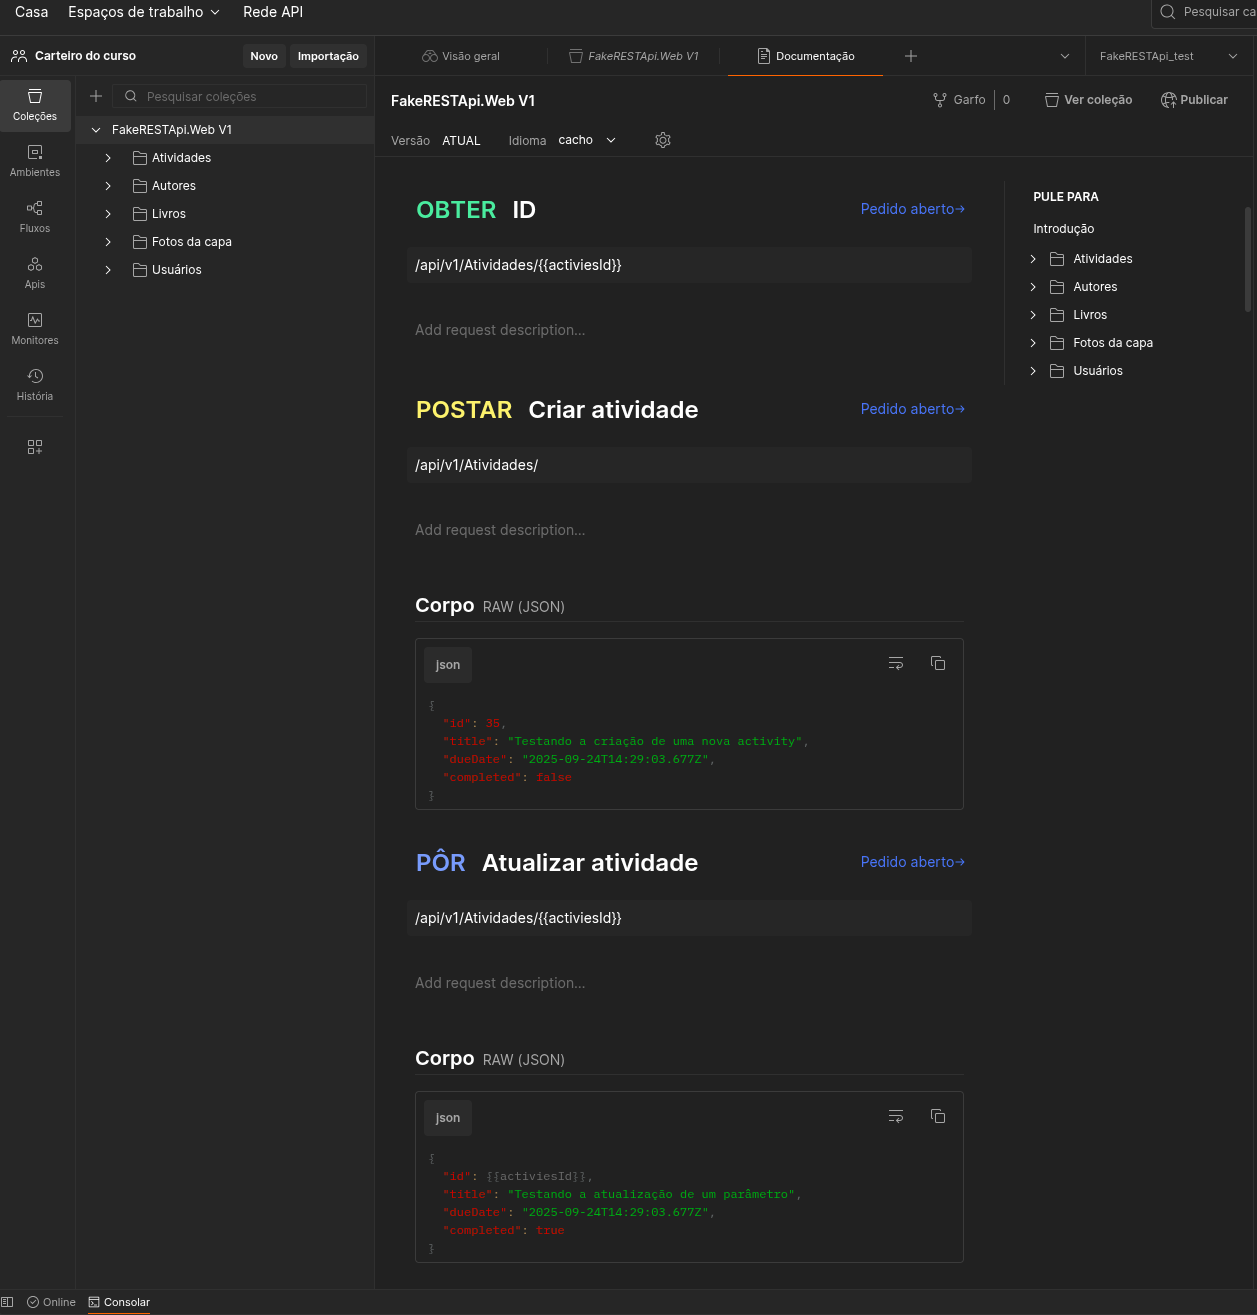 Casa Espaços de trabalho Rede API
Pesquisar ca
Carteiro do curso Novo Importação
Visão geral FakeRESTApi.Web V1 Documentação FakeRESTApi_test
Coleções
Ambientes
Fluxos
Apis
Monitores
História
Pesquisar coleções
FakeRESTApi.Web V1
Atividades
Autores
Livros
Fotos da capa
Usuários
FakeRESTApi.Web V1 Garfo 0 Ver coleção Publicar
Versão ATUAL Idioma cacho
OBTER ID Pedido aberto→
/api/v1/Atividades/{{activiesId}}
Add request description...
POSTAR Criar atividade Pedido aberto→
/api/v1/Atividades/
Add request description...
Corpo RAW (JSON)
json
{
"id": 35,
"title": "Testando a criação de uma nova activity",
"dueDate": "2025-09-24T14:29:03.677Z",
"completed": false
}
PÔR Atualizar atividade Pedido aberto→
/api/v1/Atividades/{{activiesId}}
Add request description...
Corpo RAW (JSON)
json
{
"id": {{activiesId}},
"title": "Testando a atualização de um parâmetro",
"dueDate": "2025-09-24T14:29:03.677Z",
"completed": true
}
PULE PARA
Introdução
Atividades
Autores
Livros
Fotos da capa
Usuários
Online Consolar